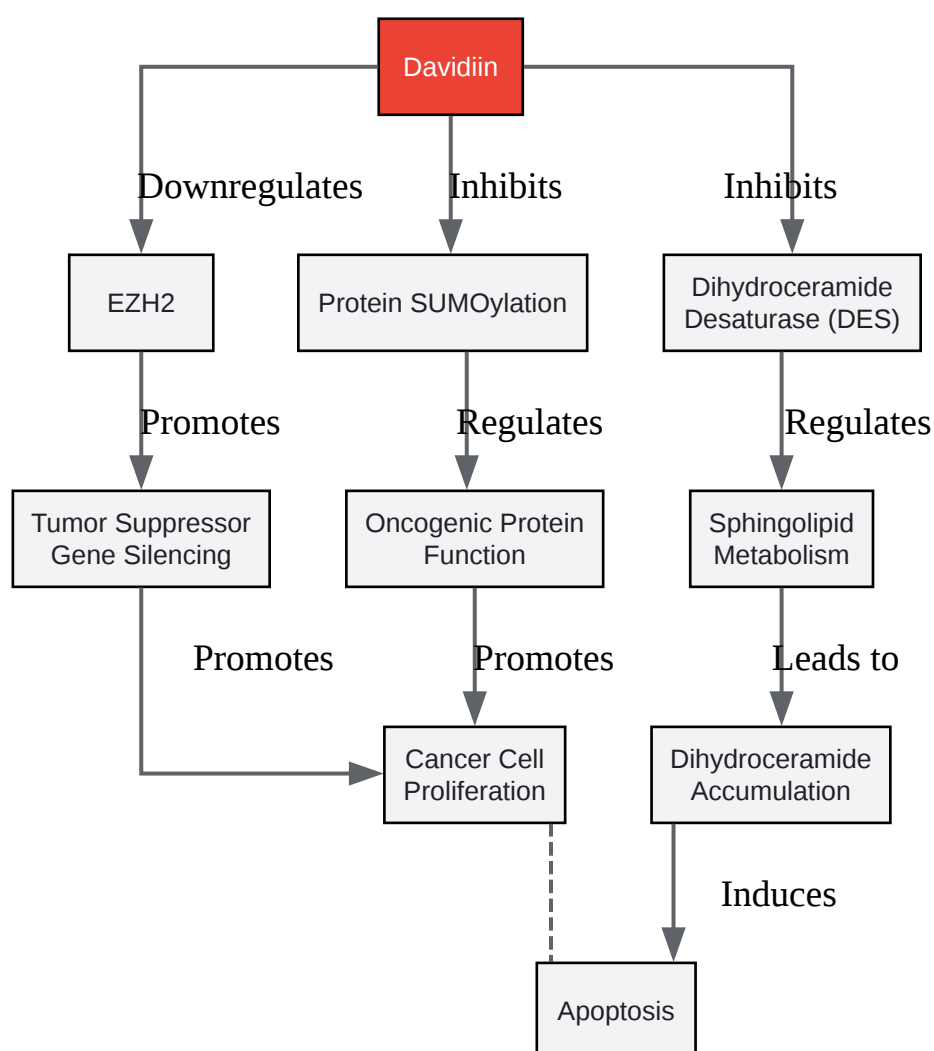 Davidiin
Downregulates
Inhibits
Inhibits
EZH2
Protein SUMOylation
Dihydroceramide
Desaturase (DES)
Promotes
Regulates
Regulates
Tumor Suppressor
Gene Silencing
Oncogenic Protein
Function
Sphingolipid
Metabolism
Promotes
Promotes
Leads to
Cancer Cell
Proliferation
Dihydroceramide
Accumulation
Induces
Apoptosis